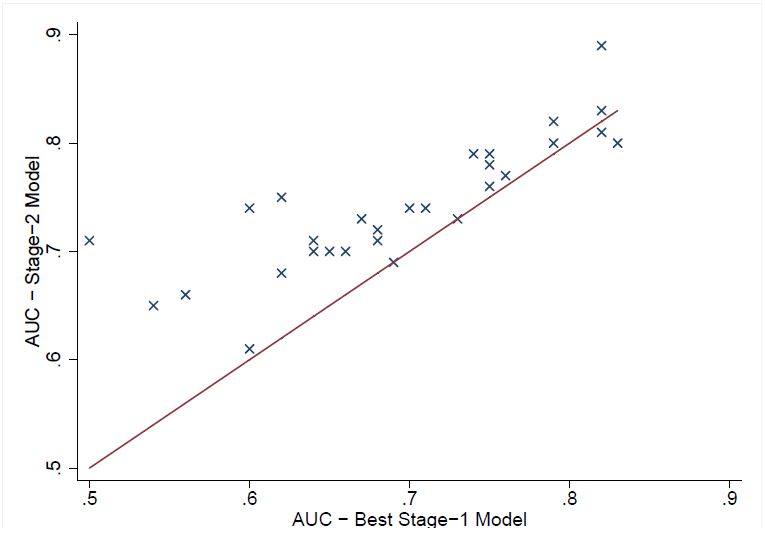 .9
.8
.7
.6
.5
AUC − Stage−2 Model
.5 .6 .7 .8 .9
AUC − Best Stage−1 Model